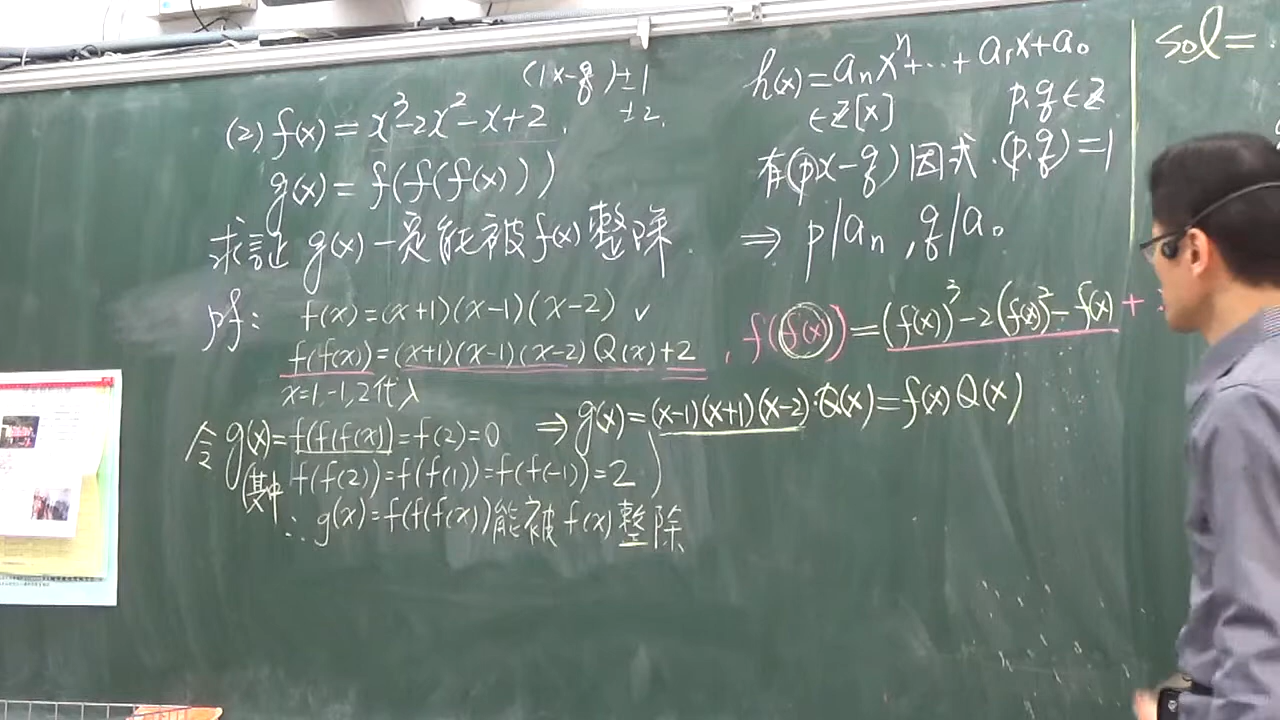 (1x-q) ±1
±2
(2) f(x) = x³-2x²-x+2.
g(x) = f(f(f(x)))
求証 g(x) 一定能被 f(x) 整除.
pf: f(x)=(x+1)(x-1)(x-2) ✓
f(f(x))=(x+1)(x-1)(x-2)Q(x)+2
x=1,-1,2代入
令 g(x)=f(f(f(x)))=f(2)=0
(其中 f(f(2))=f(f(1))=f(f(-1))=2)
∴ g(x)=f(f(f(x)))能被 f(x) 整除
⇒ g(x)=(x-1)(x+1)(x-2)·Q(x)=f(x)Q(x)
h(x)=aₙxⁿ+…+a₁x+a₀
∈Z[x] p,q∈Z
有(px-q)因式.(p,q)=1
⇒ p|aₙ, q|a₀
, f(f(x))=(f(x))³-2(f(x))²-f(x)+
sol=